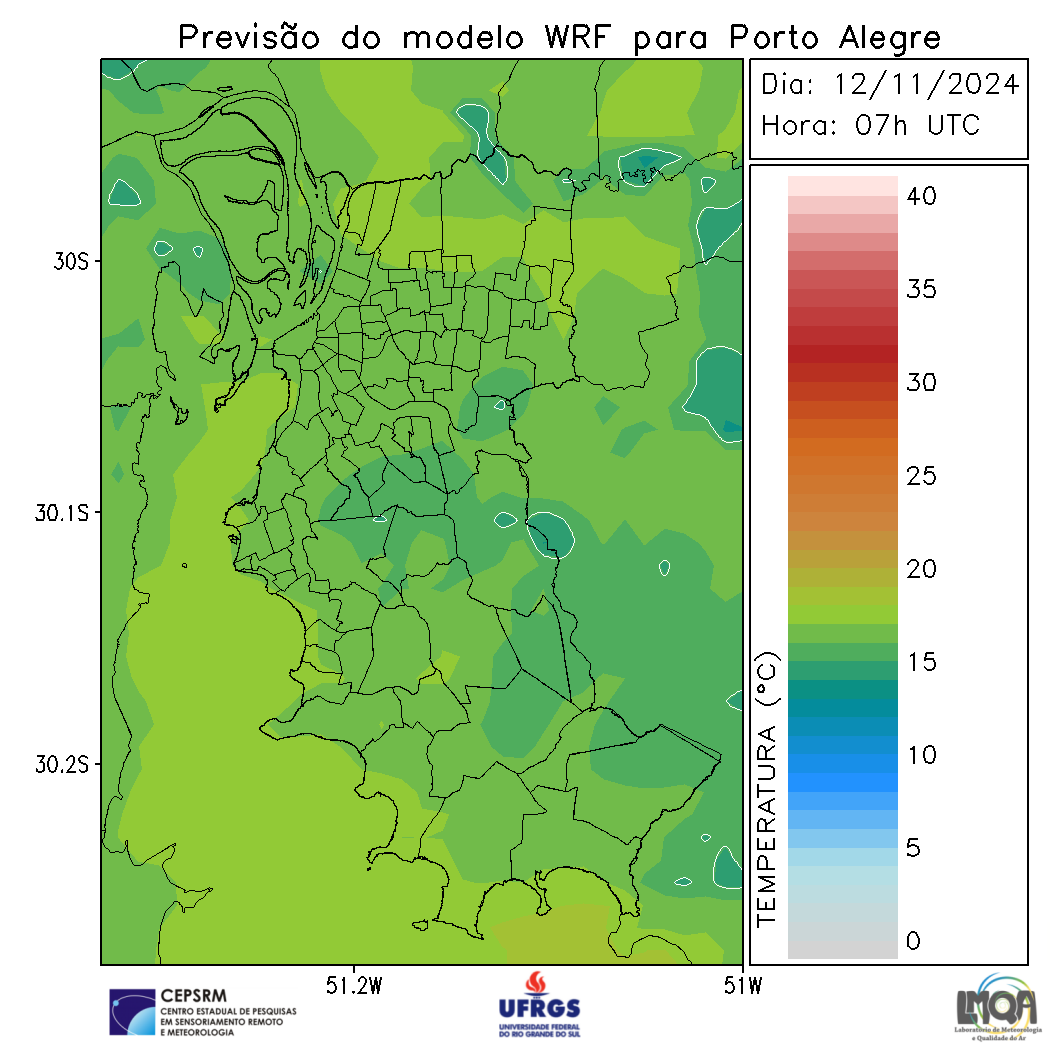 Previsão do modelo WRF para Porto Alegre
Dia: 12/11/2024
Hora: 07h UTC
40
35
30
25
20
15
10
5
0
TEMPERATURA (°C)
30S
30.1S
30.2S
51.2W
51W
CEPSRM
CENTRO ESTADUAL DE PESQUISAS
EM SENSORIAMENTO REMOTO
E METEOROLOGIA
UFRGS
UNIVERSIDADE FEDERAL
DO RIO GRANDE DO SUL
LMQA
Laboratório de Meteorologia
e Qualidade do Ar